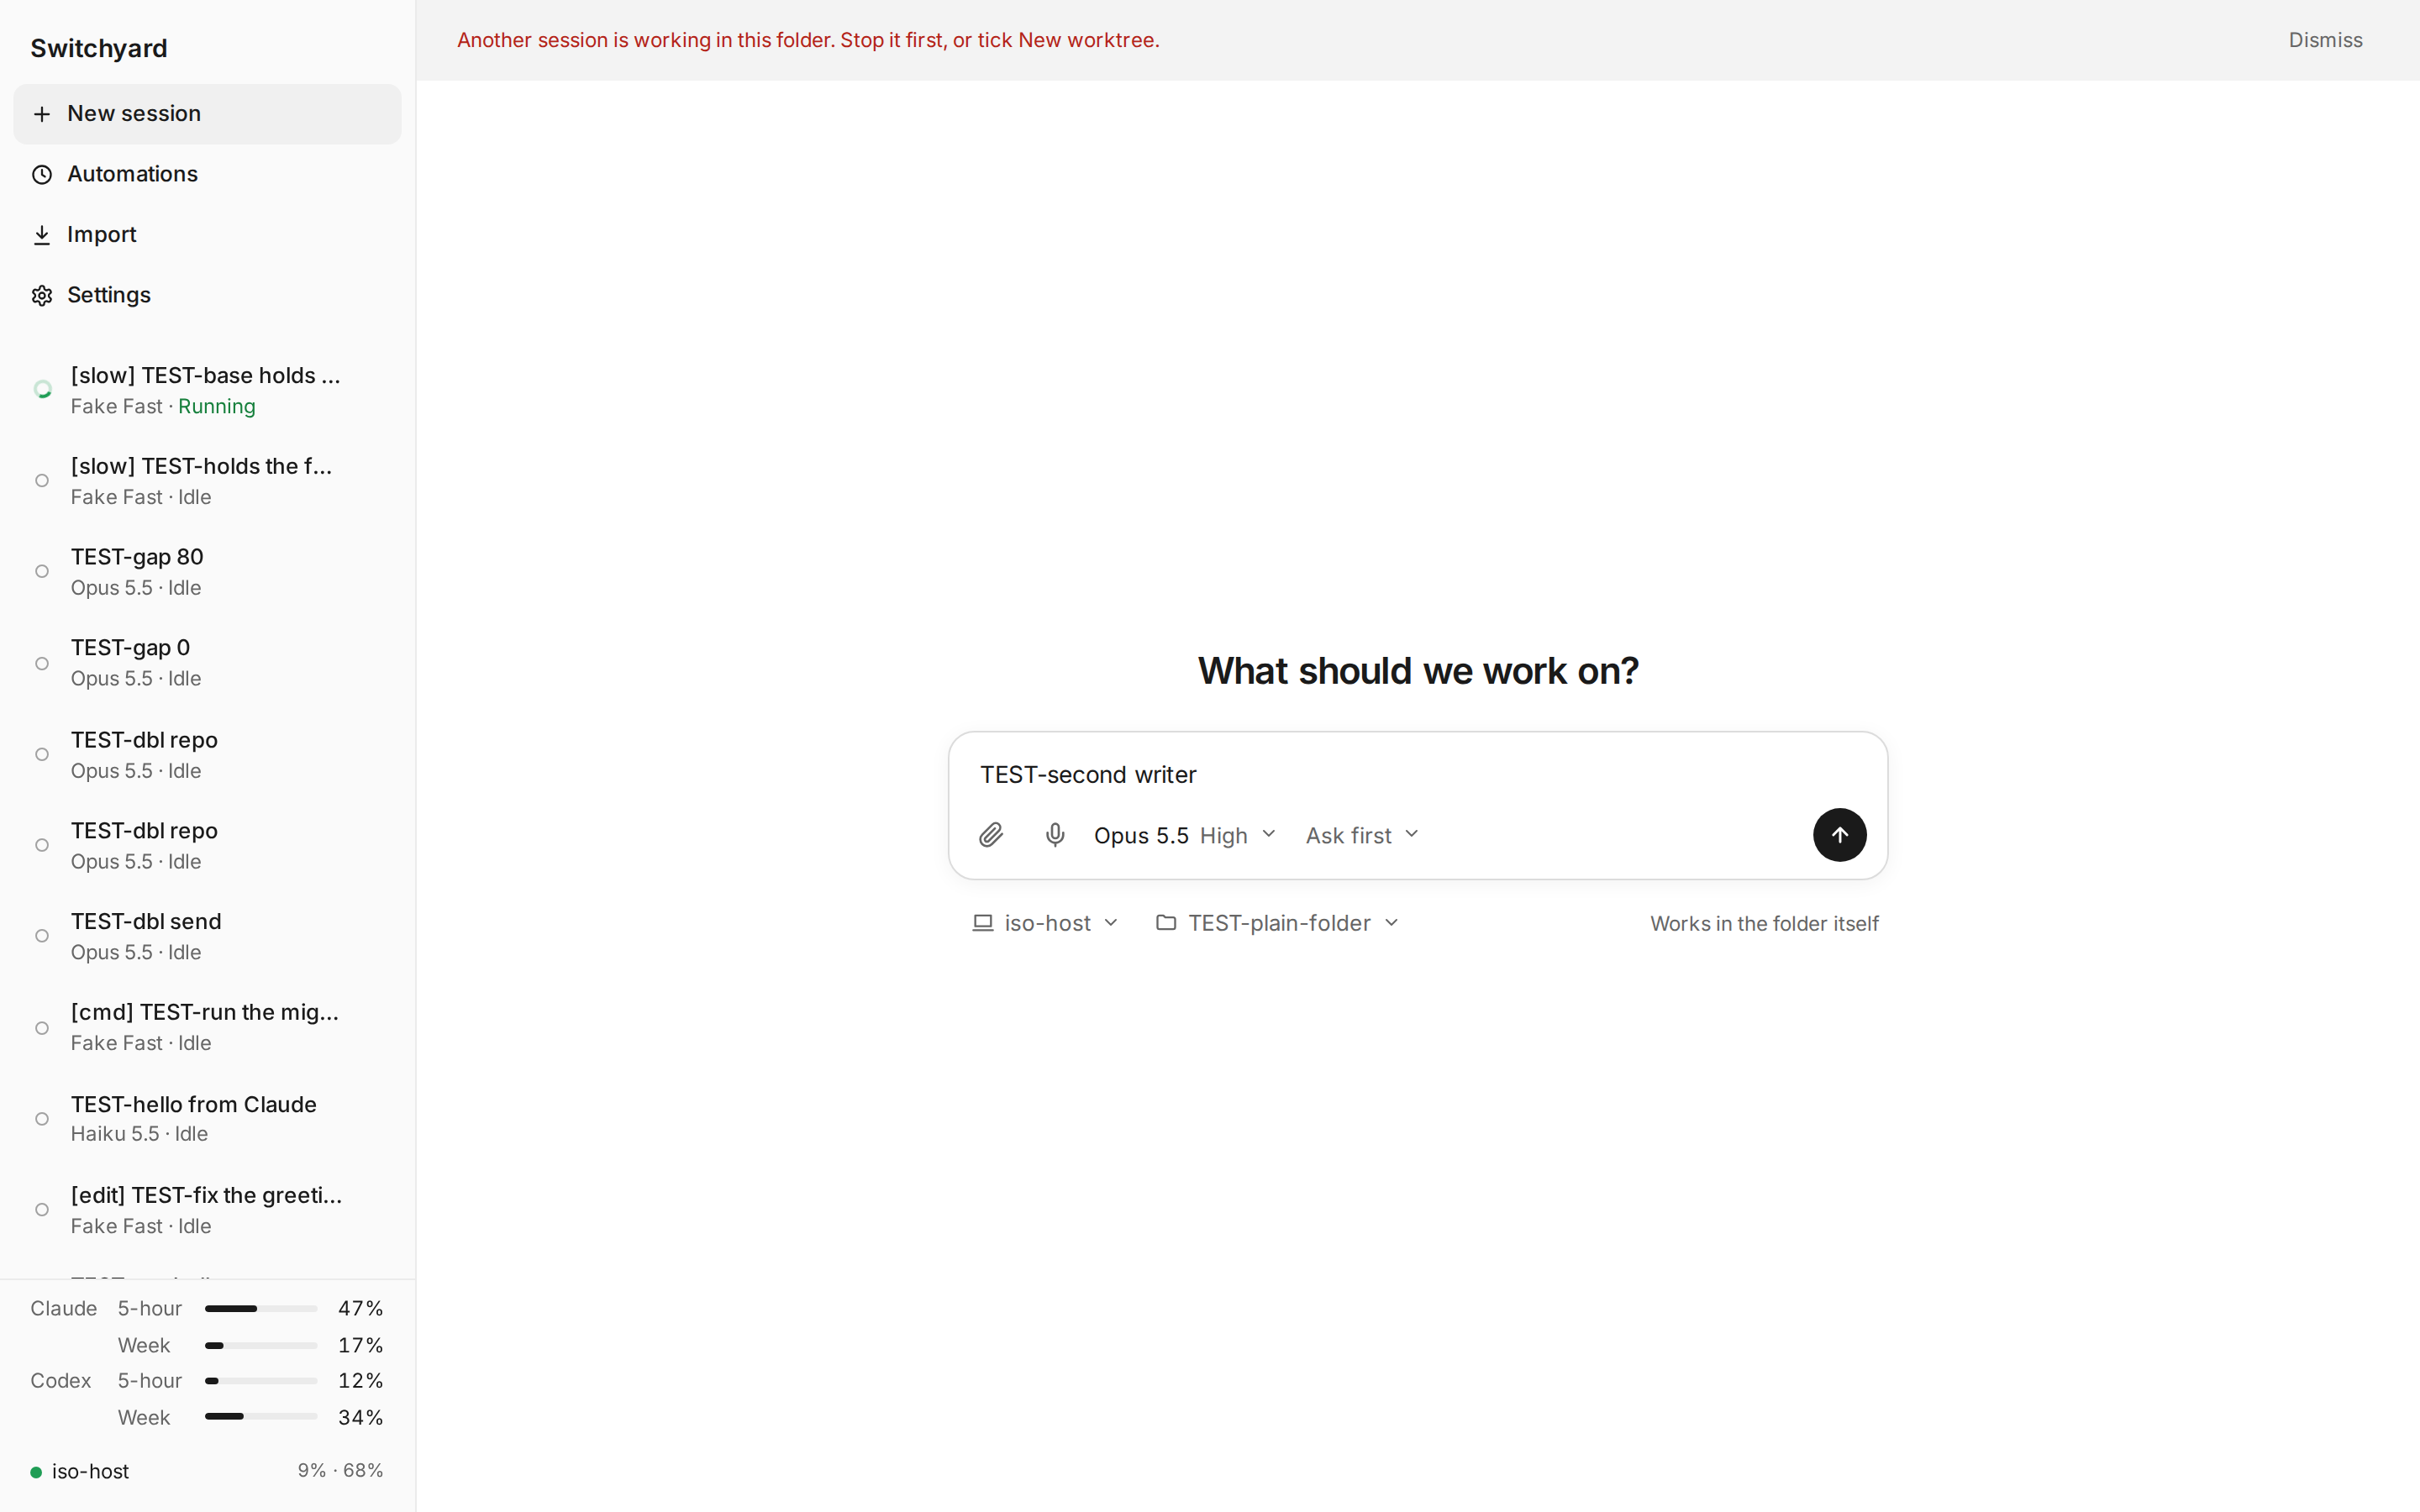 Switchyard
New session
Automations
Import
Settings
[slow] TEST-base holds ...
Fake Fast · Running
[slow] TEST-holds the f...
Fake Fast · Idle
TEST-gap 80
Opus 5.5 · Idle
TEST-gap 0
Opus 5.5 · Idle
TEST-dbl repo
Opus 5.5 · Idle
TEST-dbl repo
Opus 5.5 · Idle
TEST-dbl send
Opus 5.5 · Idle
[cmd] TEST-run the mig...
Fake Fast · Idle
TEST-hello from Claude
Haiku 5.5 · Idle
[edit] TEST-fix the greeti...
Fake Fast · Idle
Claude 5-hour 47%
Week 17%
Codex 5-hour 12%
Week 34%
iso-host 9% · 68%
Another session is working in this folder. Stop it first, or tick New worktree.
Dismiss
What should we work on?
TEST-second writer
Opus 5.5 High Ask first
iso-host TEST-plain-folder Works in the folder itself